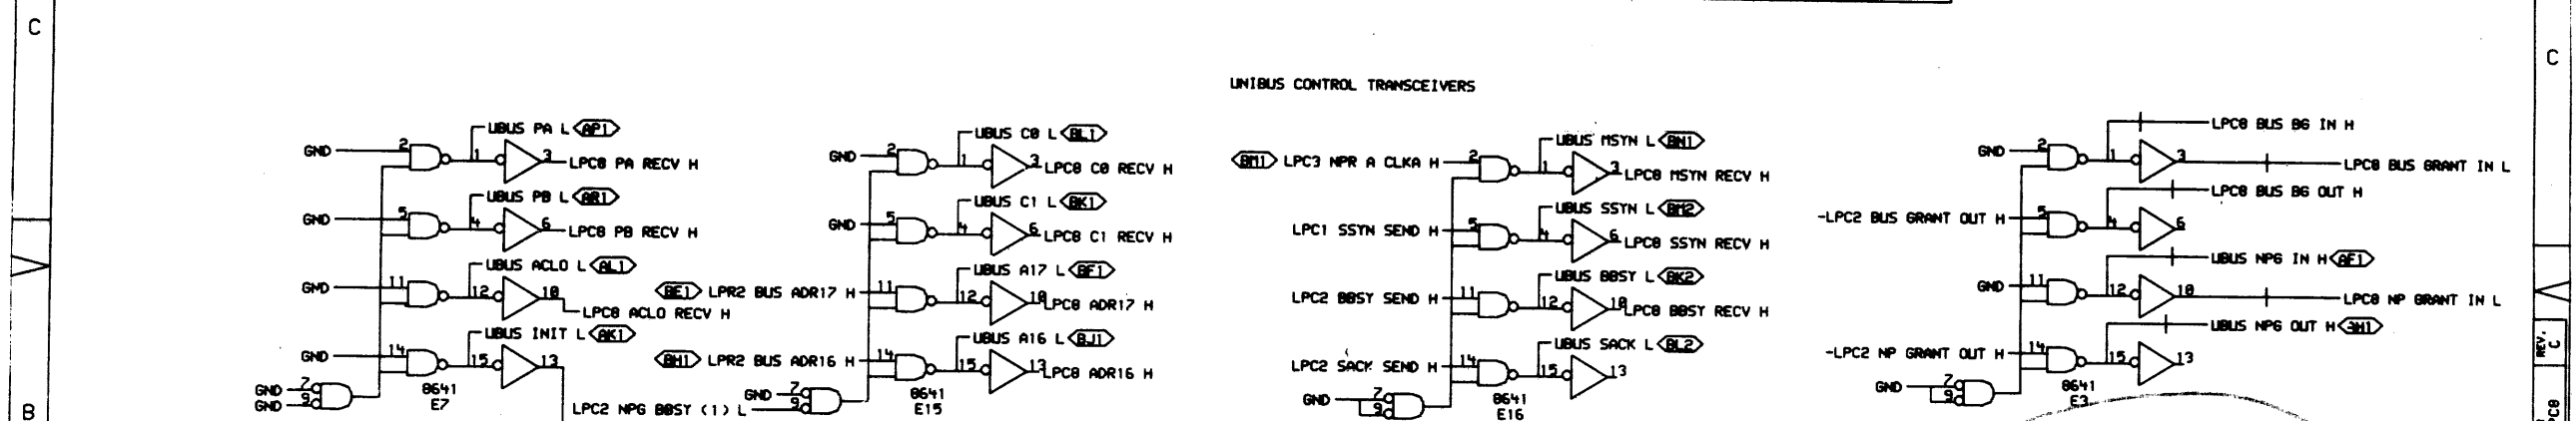 C
C
UNIBUS CONTROL TRANSCEIVERS
UBUS PA L AP1
GND 2 1 3 LPC8 PA RECV H
UBUS PB L AR1
GND 5 4 6 LPC8 PB RECV H
UBUS ACLO L AL1
GND 11 12 10
LPC8 ACLO RECV H
UBUS INIT L AK1
GND 14 15 13
GND 7
GND 9
8641
E7
UBUS C0 L BL1
GND 2 1 3 LPC8 C0 RECV H
UBUS C1 L BK1
GND 5 4 6 LPC8 C1 RECV H
UBUS A17 L BF1
BE1 LPR2 BUS ADR17 H 11 12 10 LPC8 ADR17 H
UBUS A16 L BJ1
BH1 LPR2 BUS ADR16 H 14 15 13 LPC8 ADR16 H
GND 7
LPC2 NPG BBSY (1) L 9
8641
E15
UBUS MSYN L BN1
BM1 LPC3 NPR A CLKA H 2 1 3 LPC8 MSYN RECV H
UBUS SSYN L BM2
LPC1 SSYN SEND H 5 4 6 LPC8 SSYN RECV H
UBUS BBSY L BK2
LPC2 BBSY SEND H 11 12 10 LPC8 BBSY RECV H
UBUS SACK L BL2
LPC2 SACK SEND H 14 15 13
GND 7
9
8641
E16
LPC8 BUS BG IN H
GND 2 1 3 LPC8 BUS GRANT IN L
LPC8 BUS BG OUT H
-LPC2 BUS GRANT OUT H 5 4 6
UBUS NPG IN H AF1
GND 11 12 10 LPC8 NP GRANT IN L
UBUS NPG OUT H
-LPC2 NP GRANT OUT H 14 15 13
GND 7
9
8641
E3
B
REV.
C